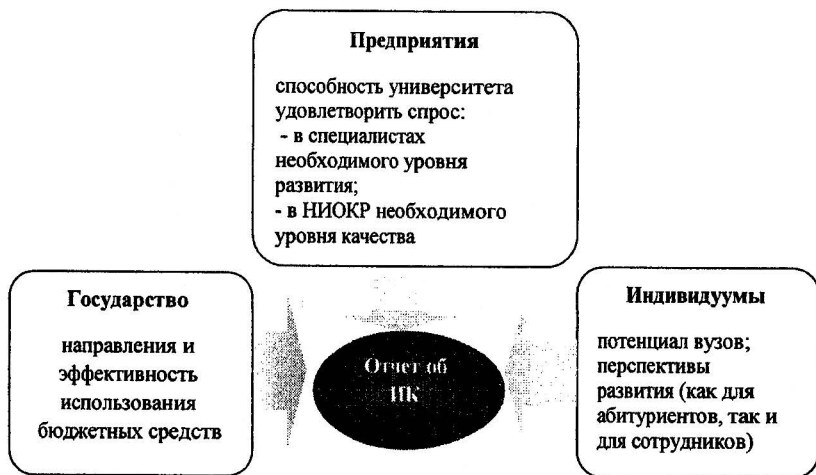 Предприятия
способность университета
удовлетворить спрос:
- в специалистах
необходимого уровня
развития;
- в НИОКР необходимого
уровня качества
Государство
направления и
эффективность
использования
бюджетных средств
Отчет об
ИК
Индивидуумы
потенциал вузов;
перспективы
развития (как для
абитуриентов, так и
для сотрудников)